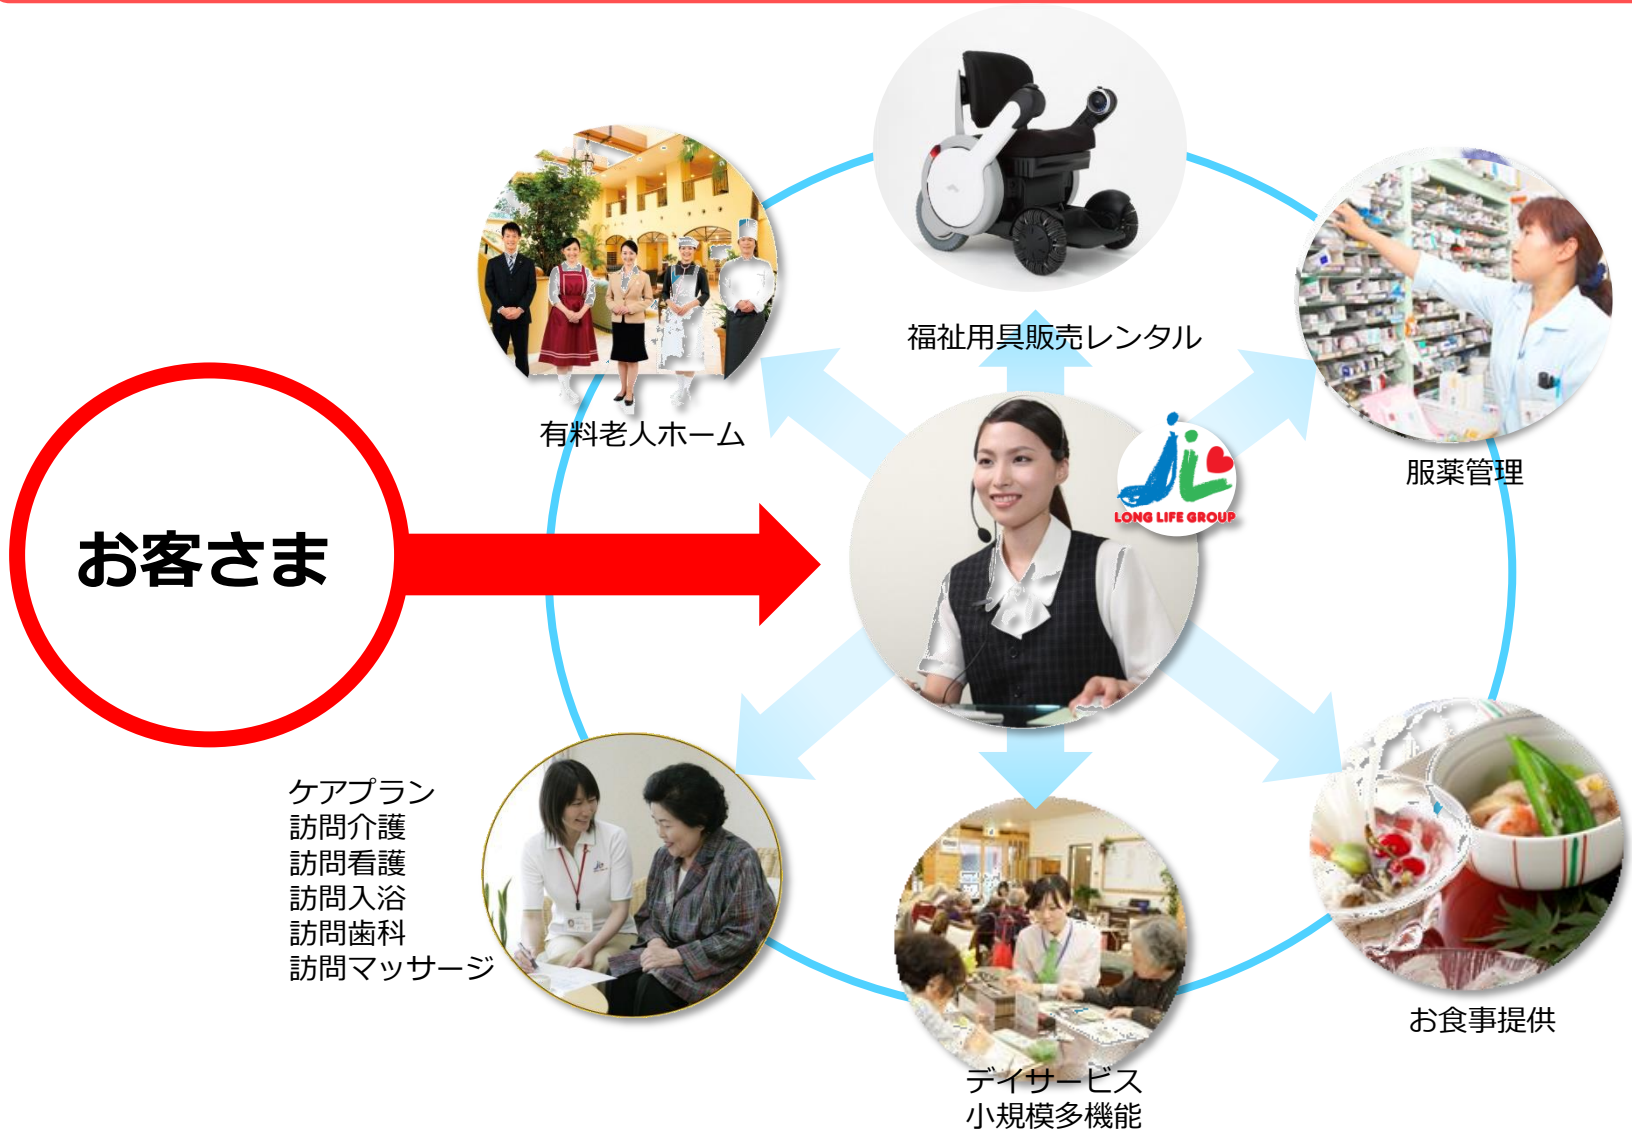 福祉用具販売レンタル
有料老人ホーム
服薬管理
LONG LIFE GROUP
お客さま
ケアプラン
訪問介護
訪問看護
訪問入浴
訪問歯科
訪問マッサージ
お食事提供
デイサービス
小規模多機能